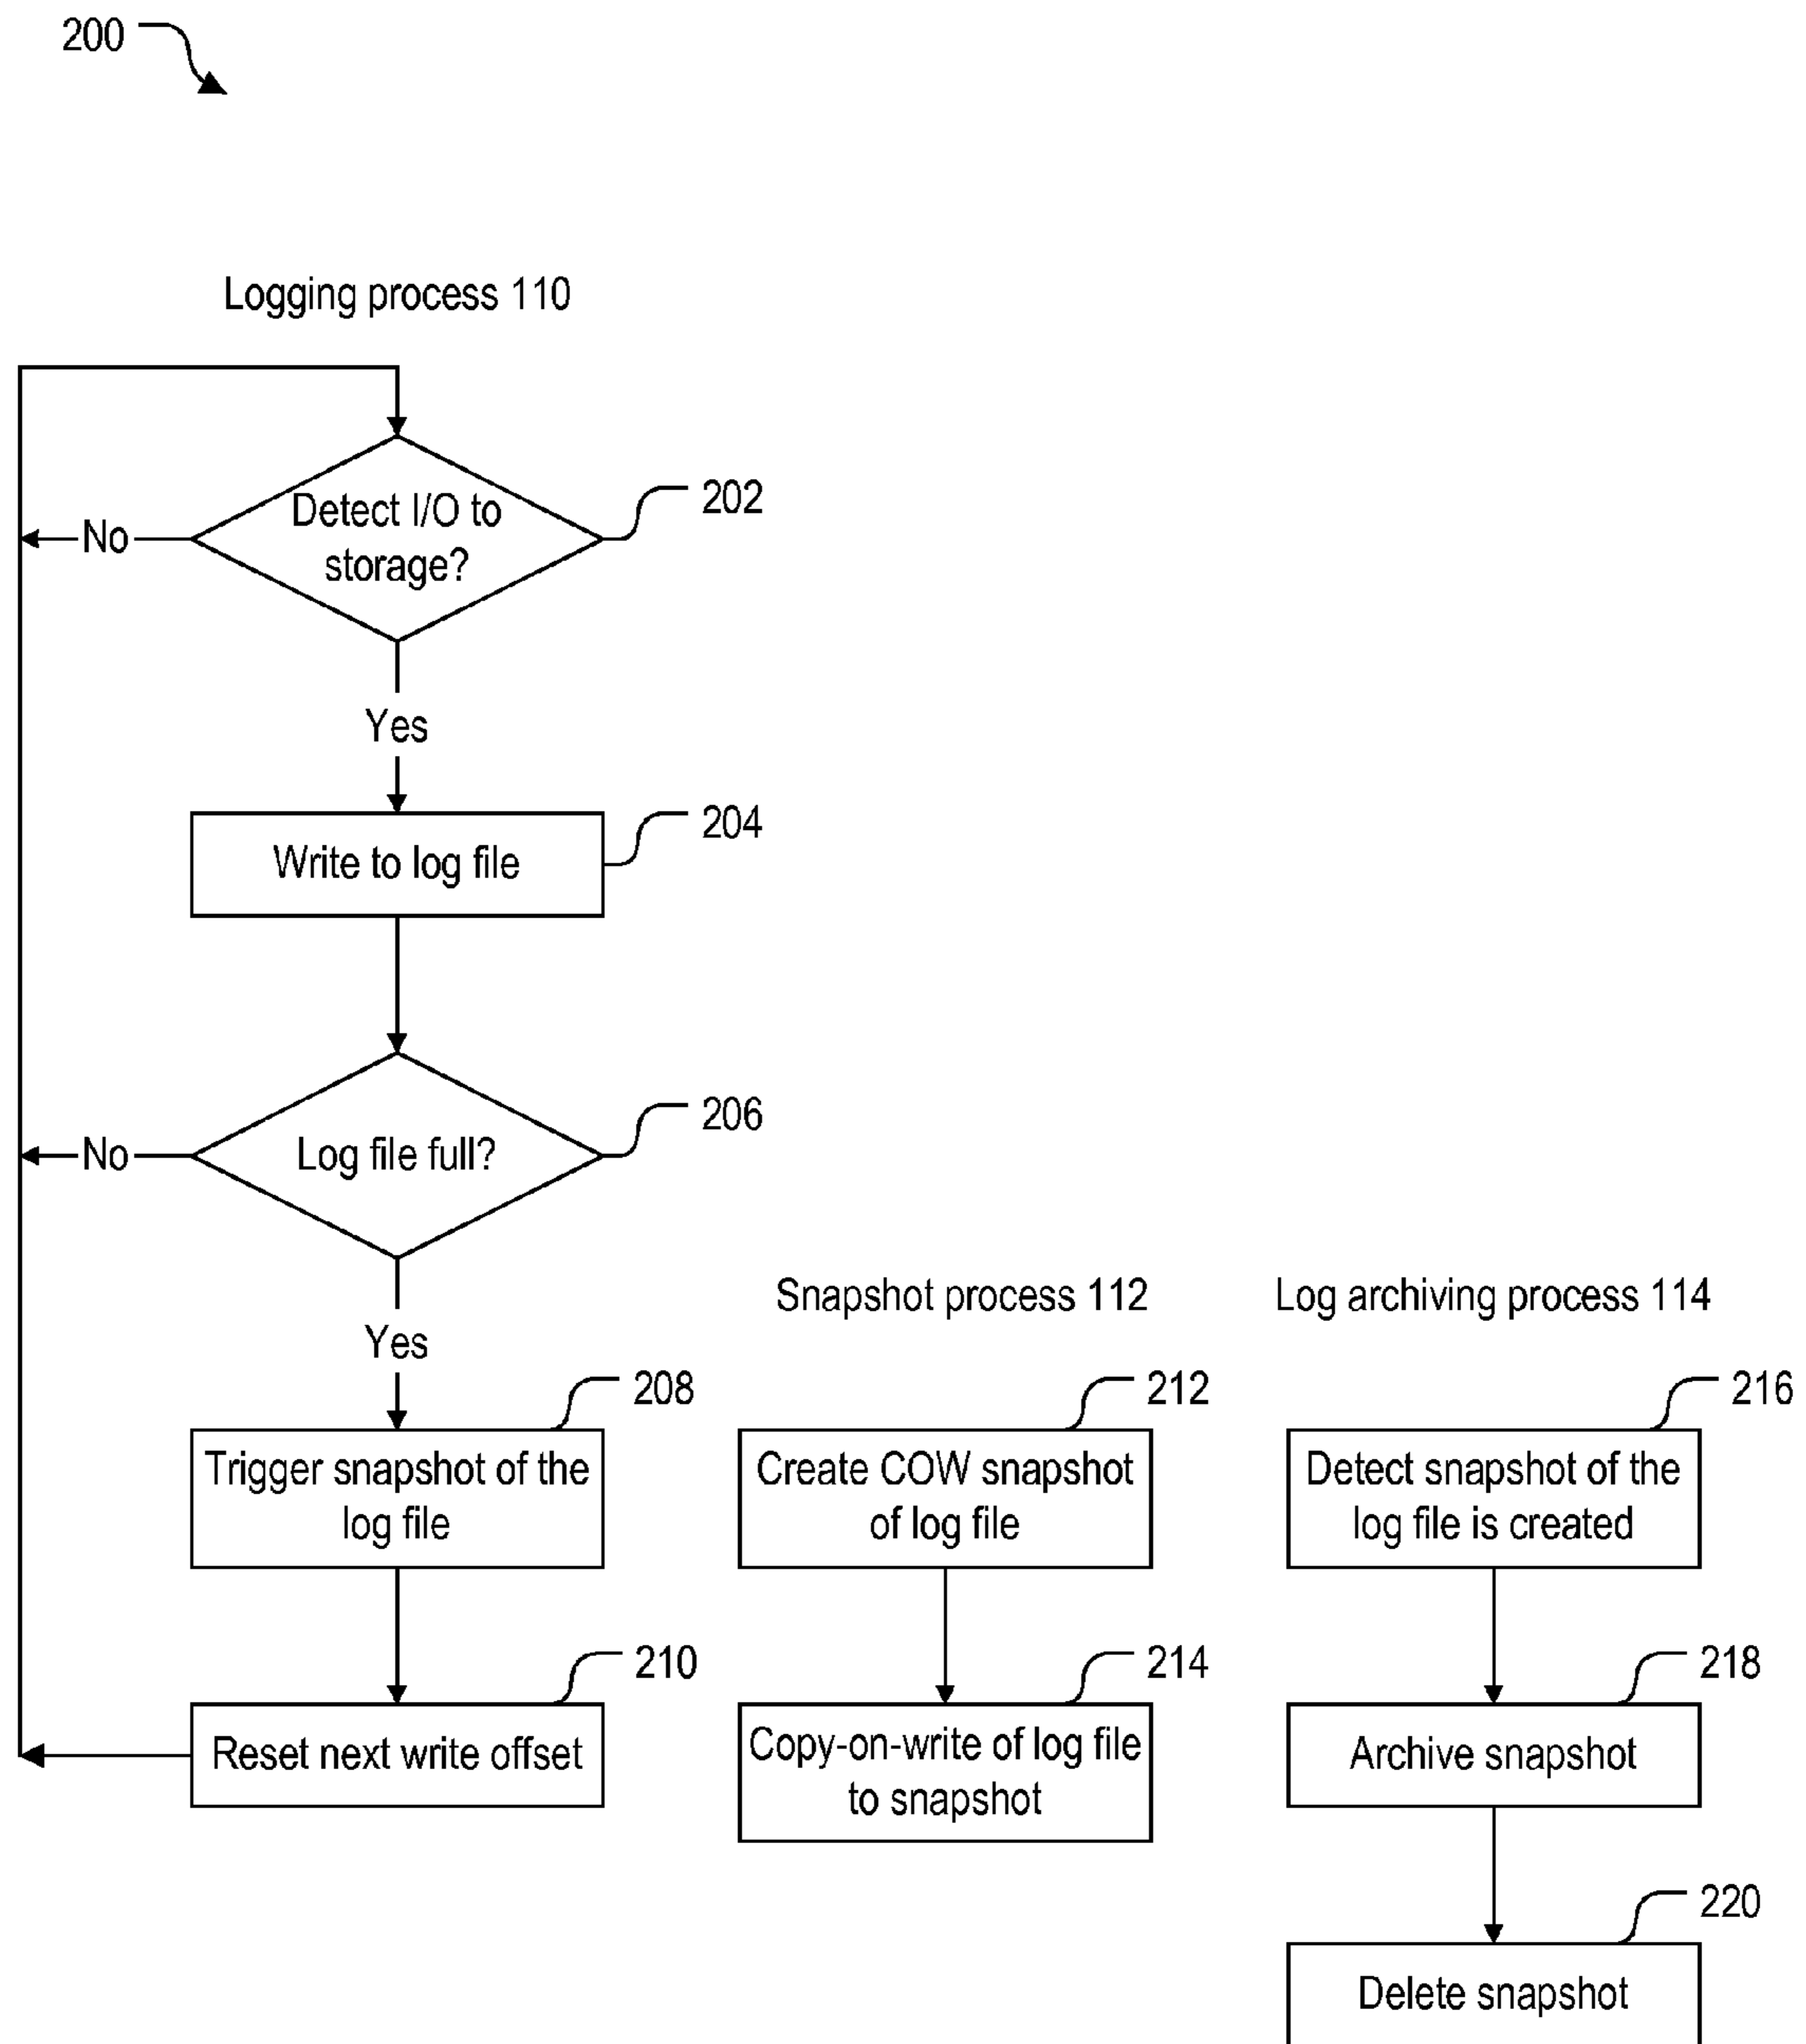 200
Logging process 110
Detect I/O to
storage?
202
No
Yes
Write to log file
204
Log file full?
206
No
Yes
Trigger snapshot of the
log file
208
Reset next write offset
210
Snapshot process 112
Create COW snapshot
of log file
212
Copy-on-write of log file
to snapshot
214
Log archiving process 114
Detect snapshot of the
log file is created
216
Archive snapshot
218
Delete snapshot
220